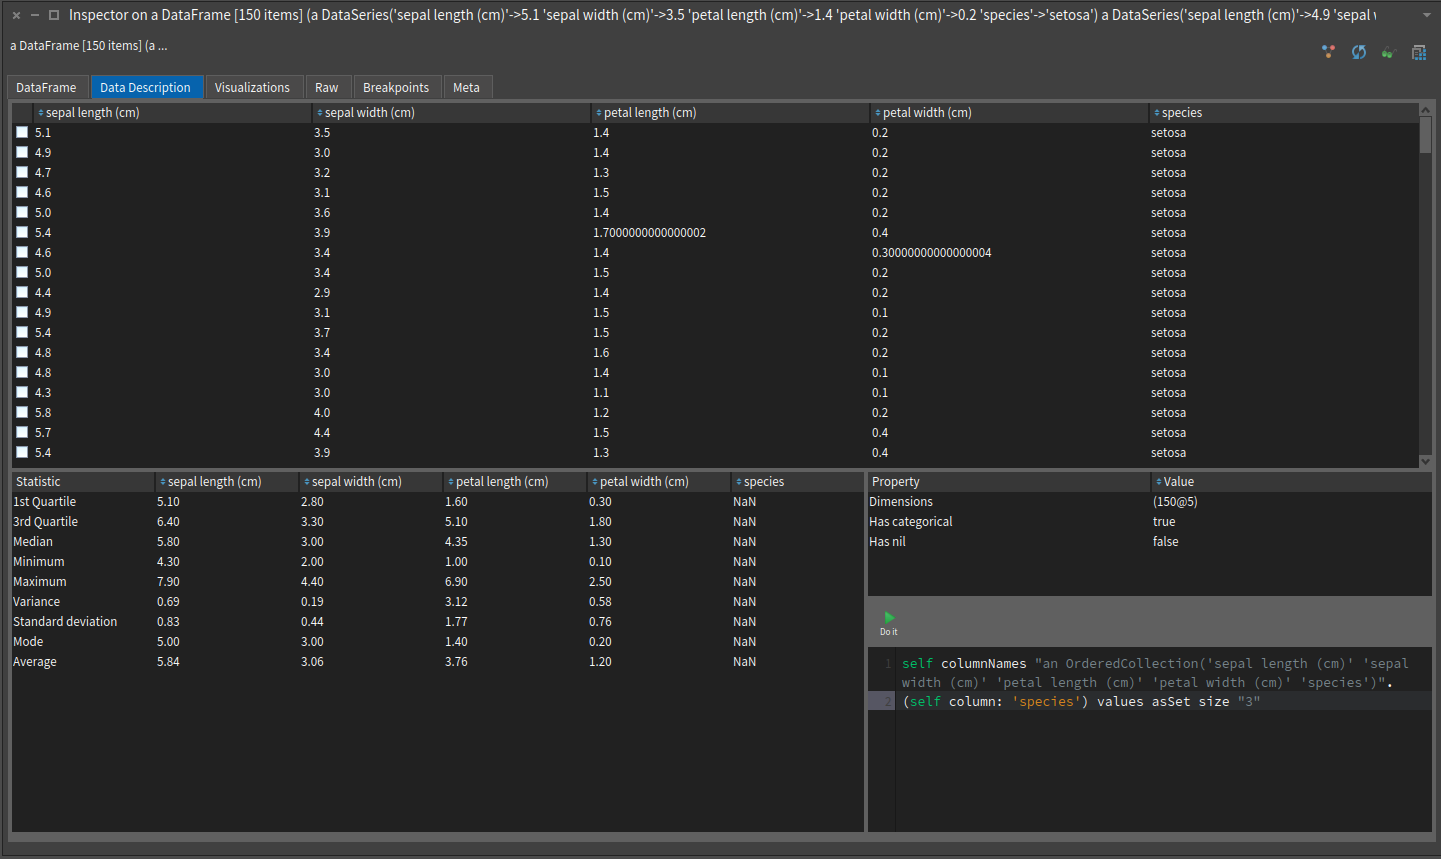 Inspector on a DataFrame [150 items] (a DataSeries('sepal length (cm)'->5.1 'sepal width (cm)'->3.5 'petal length (cm)'->1.4 'petal width (cm)'->0.2 'species'->'setosa') a DataSeries('sepal length (cm)'->4.9 'sepal
a DataFrame [150 items] (a ...
DataFrame Data Description Visualizations Raw Breakpoints Meta
sepal length (cm) sepal width (cm) petal length (cm) petal width (cm) species
5.1 3.5 1.4 0.2 setosa
4.9 3.0 1.4 0.2 setosa
4.7 3.2 1.3 0.2 setosa
4.6 3.1 1.5 0.2 setosa
5.0 3.6 1.4 0.2 setosa
5.4 3.9 1.7000000000000002 0.4 setosa
4.6 3.4 1.4 0.30000000000000004 setosa
5.0 3.4 1.5 0.2 setosa
4.4 2.9 1.4 0.2 setosa
4.9 3.1 1.5 0.1 setosa
5.4 3.7 1.5 0.2 setosa
4.8 3.4 1.6 0.2 setosa
4.8 3.0 1.4 0.1 setosa
4.3 3.0 1.1 0.1 setosa
5.8 4.0 1.2 0.2 setosa
5.7 4.4 1.5 0.4 setosa
5.4 3.9 1.3 0.4 setosa
Statistic sepal length (cm) sepal width (cm) petal length (cm) petal width (cm) species
1st Quartile 5.10 2.80 1.60 0.30 NaN
3rd Quartile 6.40 3.30 5.10 1.80 NaN
Median 5.80 3.00 4.35 1.30 NaN
Minimum 4.30 2.00 1.00 0.10 NaN
Maximum 7.90 4.40 6.90 2.50 NaN
Variance 0.69 0.19 3.12 0.58 NaN
Standard deviation 0.83 0.44 1.77 0.76 NaN
Mode 5.00 3.00 1.40 0.20 NaN
Average 5.84 3.06 3.76 1.20 NaN
Property Value
Dimensions (150@5)
Has categorical true
Has nil false
Do it
1 self columnNames "an OrderedCollection('sepal length (cm)' 'sepal
width (cm)' 'petal length (cm)' 'petal width (cm)' 'species')".
2 (self column: 'species') values asSet size "3"